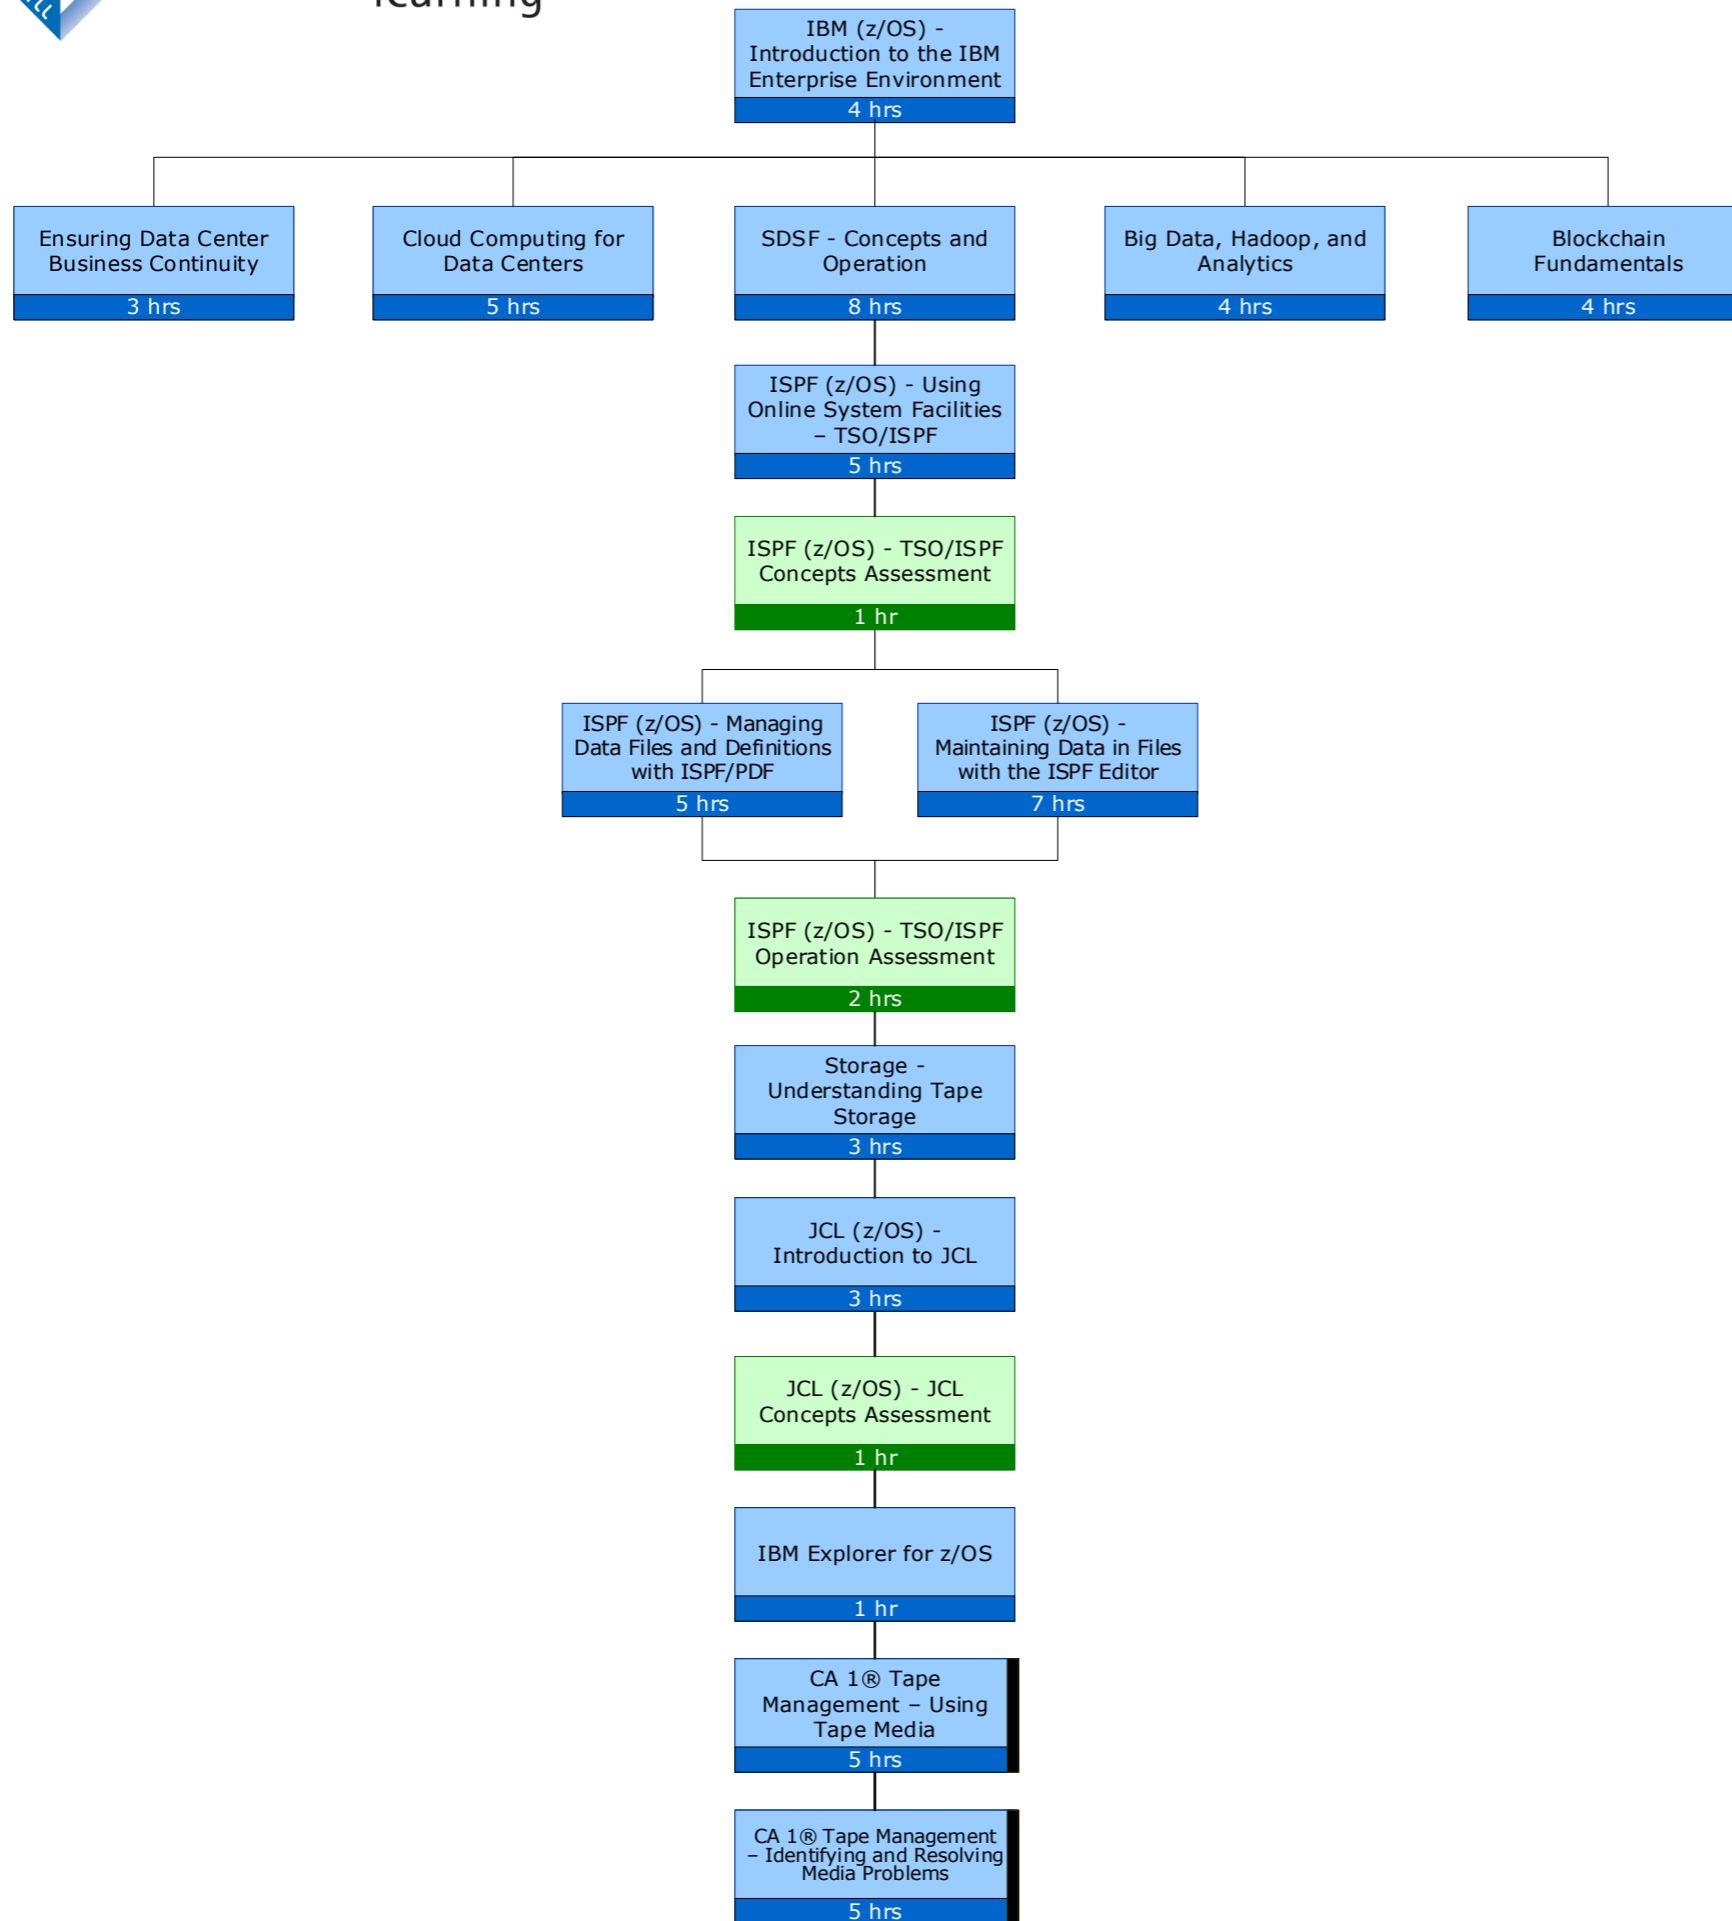 learning
IBM (z/OS) -
Introduction to the IBM
Enterprise Environment
4 hrs
Ensuring Data Center
Business Continuity
3 hrs
Cloud Computing for
Data Centers
5 hrs
SDSF - Concepts and
Operation
8 hrs
Big Data, Hadoop, and
Analytics
4 hrs
Blockchain
Fundamentals
4 hrs
ISPF (z/OS) - Using
Online System Facilities
– TSO/ISPF
5 hrs
ISPF (z/OS) - TSO/ISPF
Concepts Assessment
1 hr
ISPF (z/OS) - Managing
Data Files and Definitions
with ISPF/PDF
5 hrs
ISPF (z/OS) -
Maintaining Data in Files
with the ISPF Editor
7 hrs
ISPF (z/OS) - TSO/ISPF
Operation Assessment
2 hrs
Storage -
Understanding Tape
Storage
3 hrs
JCL (z/OS) -
Introduction to JCL
3 hrs
JCL (z/OS) - JCL
Concepts Assessment
1 hr
IBM Explorer for z/OS
1 hr
CA 1® Tape
Management – Using
Tape Media
5 hrs
CA 1® Tape Management
– Identifying and Resolving
Media Problems
5 hrs